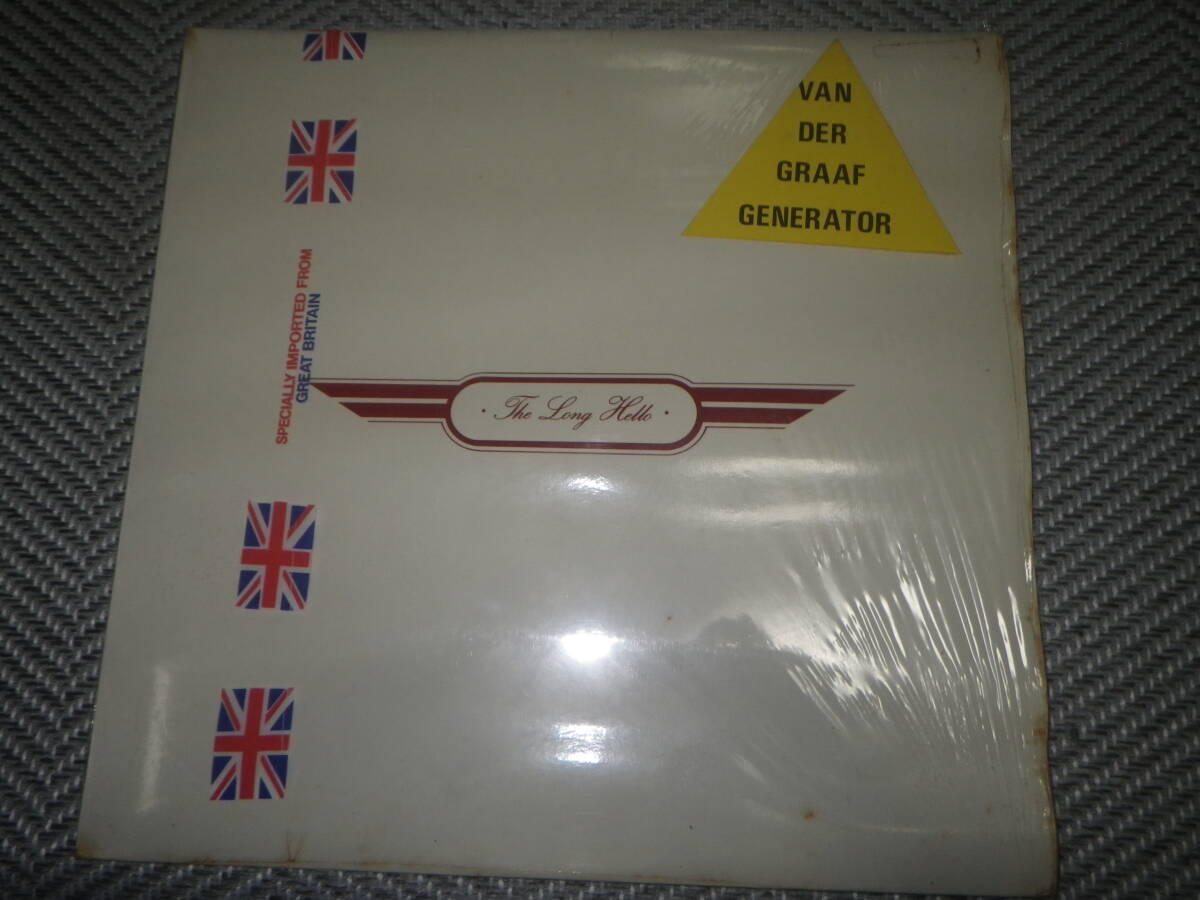 VAN
DER
GRAAF
GENERATOR
SPECIALLY IMPORTED FROM
GREAT BRITAIN
· The Long Hello ·